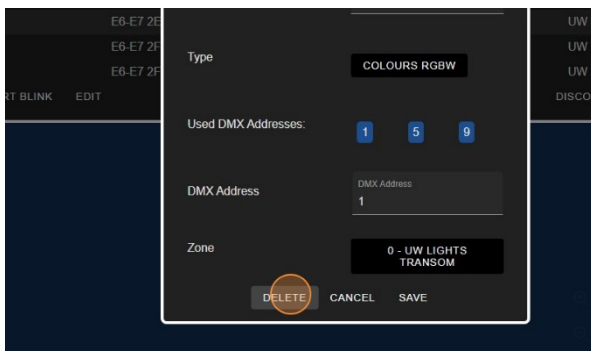 E6-E7 2E
UW
E6-E7 2F
UW
E6-E7 2F
UW
RT BLINK EDIT
DISCO
Type
COLOURS RGBW
Used DMX Addresses:
1 5 9
DMX Address
DMX Address
1
Zone
0 - UW LIGHTS
TRANSOM
DELETE CANCEL SAVE